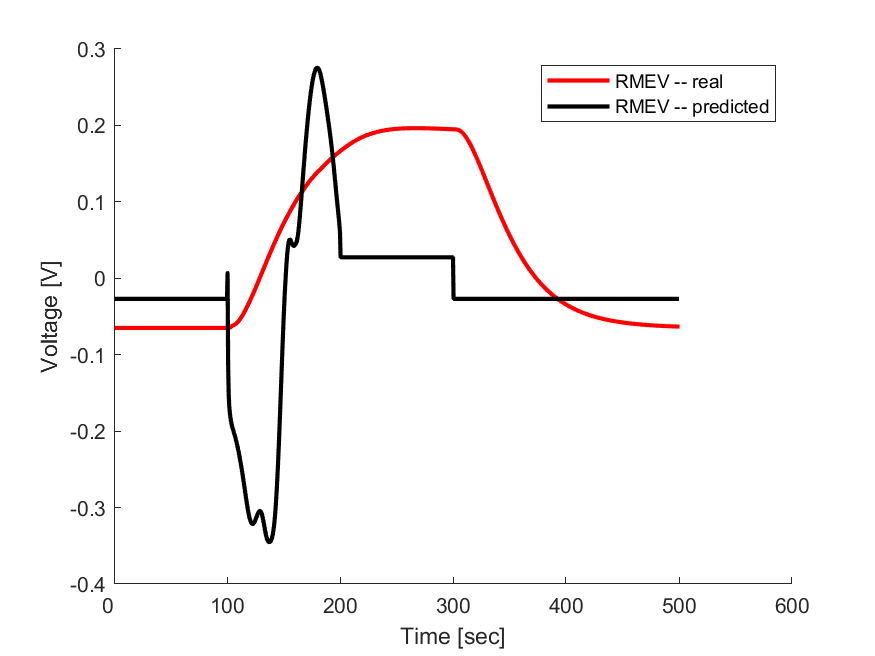 RMEV -- real
RMEV -- predicted
0.3
0.2
0.1
0
-0.1
-0.2
-0.3
-0.4
Voltage [V]
0 100 200 300 400 500 600
Time [sec]